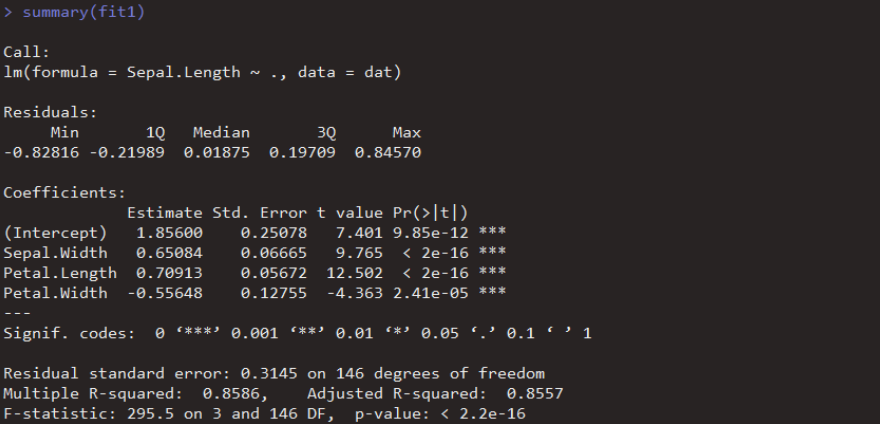 > summary(fit1)
Call:
lm(formula = Sepal.Length ~ ., data = dat)
Residuals:
     Min       1Q   Median       3Q      Max
-0.82816 -0.21989  0.01875  0.19709  0.84570
Coefficients:
             Estimate Std. Error t value Pr(>|t|)
(Intercept)   1.85600    0.25078   7.401 9.85e-12 ***
Sepal.Width   0.65084    0.06665   9.765  < 2e-16 ***
Petal.Length  0.70913    0.05672  12.502  < 2e-16 ***
Petal.Width  -0.55648    0.12755  -4.363 2.41e-05 ***
---
Signif. codes:  0 ‘***’ 0.001 ‘**’ 0.01 ‘*’ 0.05 ‘.’ 0.1 ‘ ’ 1
Residual standard error: 0.3145 on 146 degrees of freedom
Multiple R-squared:  0.8586,	Adjusted R-squared:  0.8557
F-statistic: 295.5 on 3 and 146 DF,  p-value: < 2.2e-16